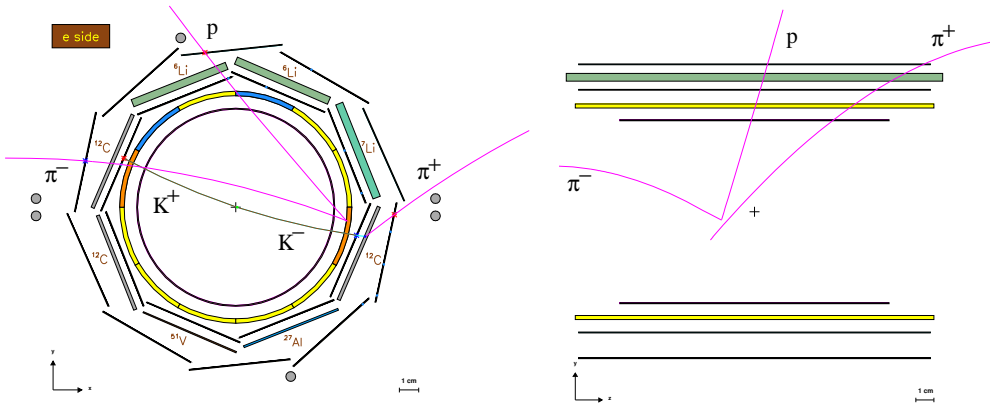 e side
p
⁶Li
⁶Li
⁷Li
¹²C
π⁻
π⁺
K⁺
K⁻
¹²C
¹²C
⁵¹V
²⁷Al
y
x
1 cm
p
π⁺
π⁻
+
y
z
1 cm